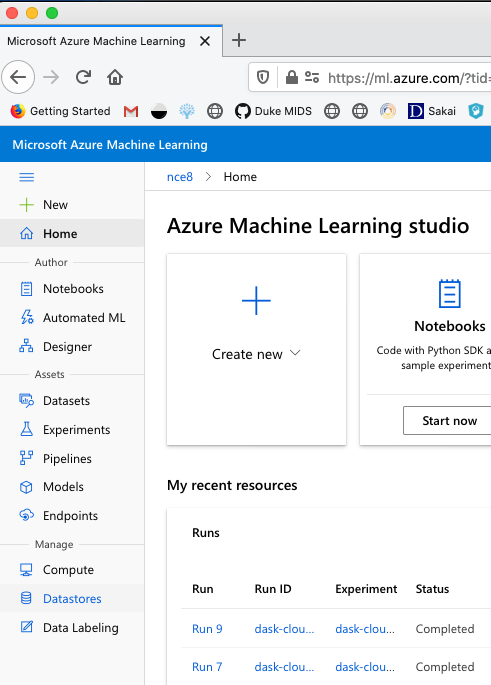 Microsoft Azure Machine Learning
https://ml.azure.com/?tid=
Getting Started
Duke MIDS
Sakai
Microsoft Azure Machine Learning
nce8 > Home
New
Home
Author
Notebooks
Automated ML
Designer
Assets
Datasets
Experiments
Pipelines
Models
Endpoints
Manage
Compute
Datastores
Data Labeling
Azure Machine Learning studio
Create new
Notebooks
Code with Python SDK a
sample experiment
Start now
My recent resources
Runs
Run Run ID Experiment Status
Run 9 dask-clou... dask-clou... Completed
Run 7 dask-clou... dask-clou... Completed